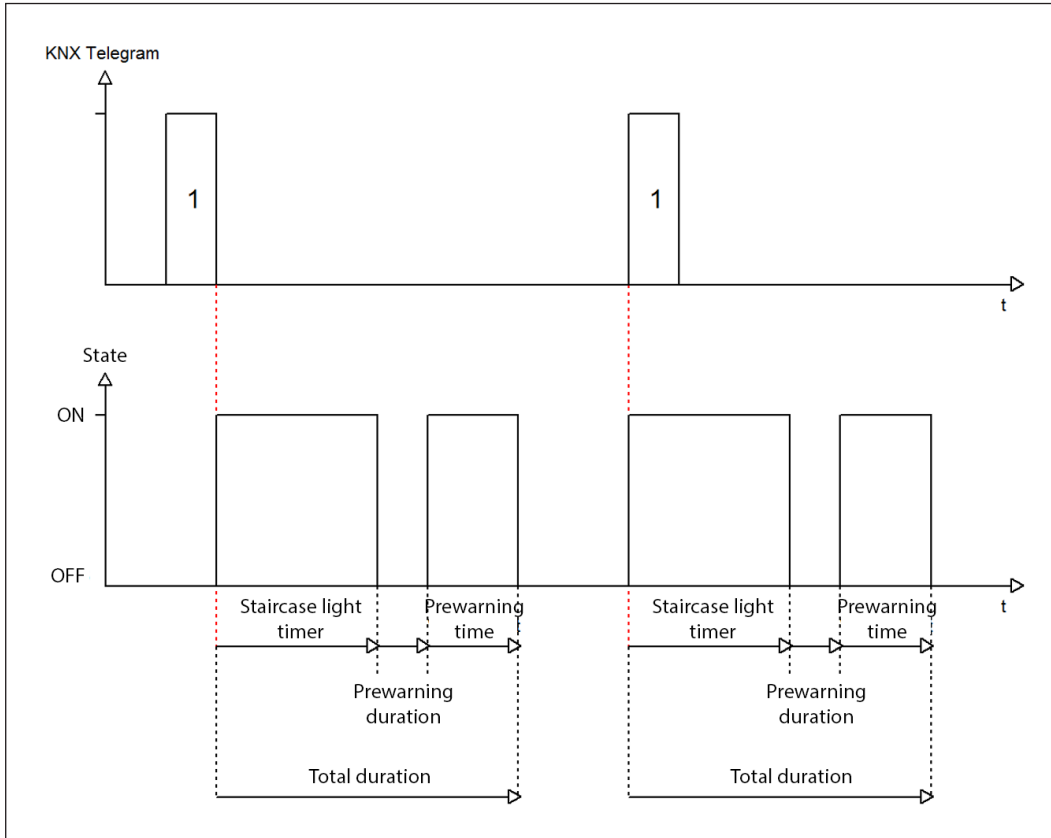 KNX Telegram
1
1
t
State
ON
OFF
t
Staircase light
timer
Prewarning
time
t
Staircase light
timer
Prewarning
time
Prewarning
duration
Prewarning
duration
Total duration
Total duration